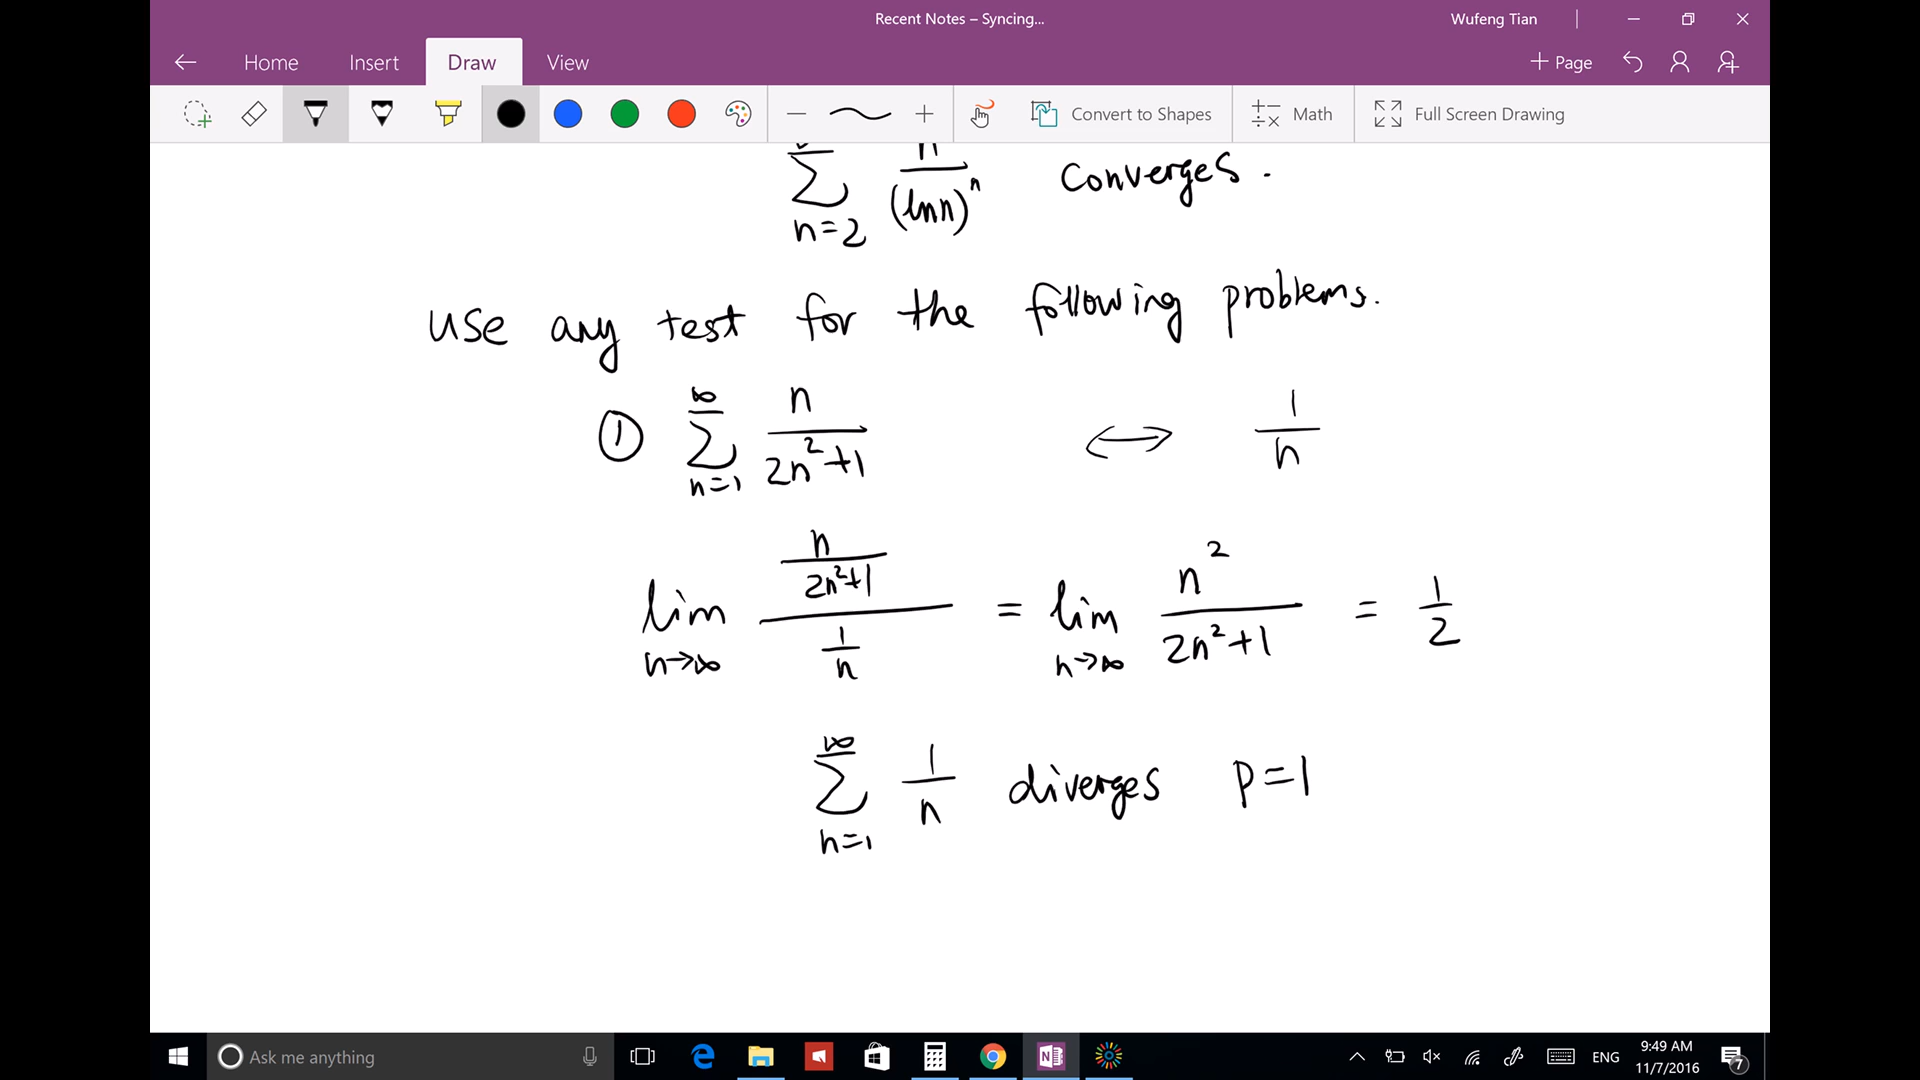 Recent Notes – Syncing...
Wufeng Tian
Home Insert Draw View
+ Page
Convert to Shapes
Math
Full Screen Drawing
∞ ∑ n=2 n/(ln n)^n converges.
use any test for the following problems.
① ∞ ∑ n=1 n/(2n²+1) ⟷ 1/n
lim n→∞ (n/(2n²+1))/(1/n) = lim n→∞ n²/(2n²+1) = 1/2
∞ ∑ n=1 1/n diverges p=1
Ask me anything
ENG
9:49 AM
11/7/2016
7